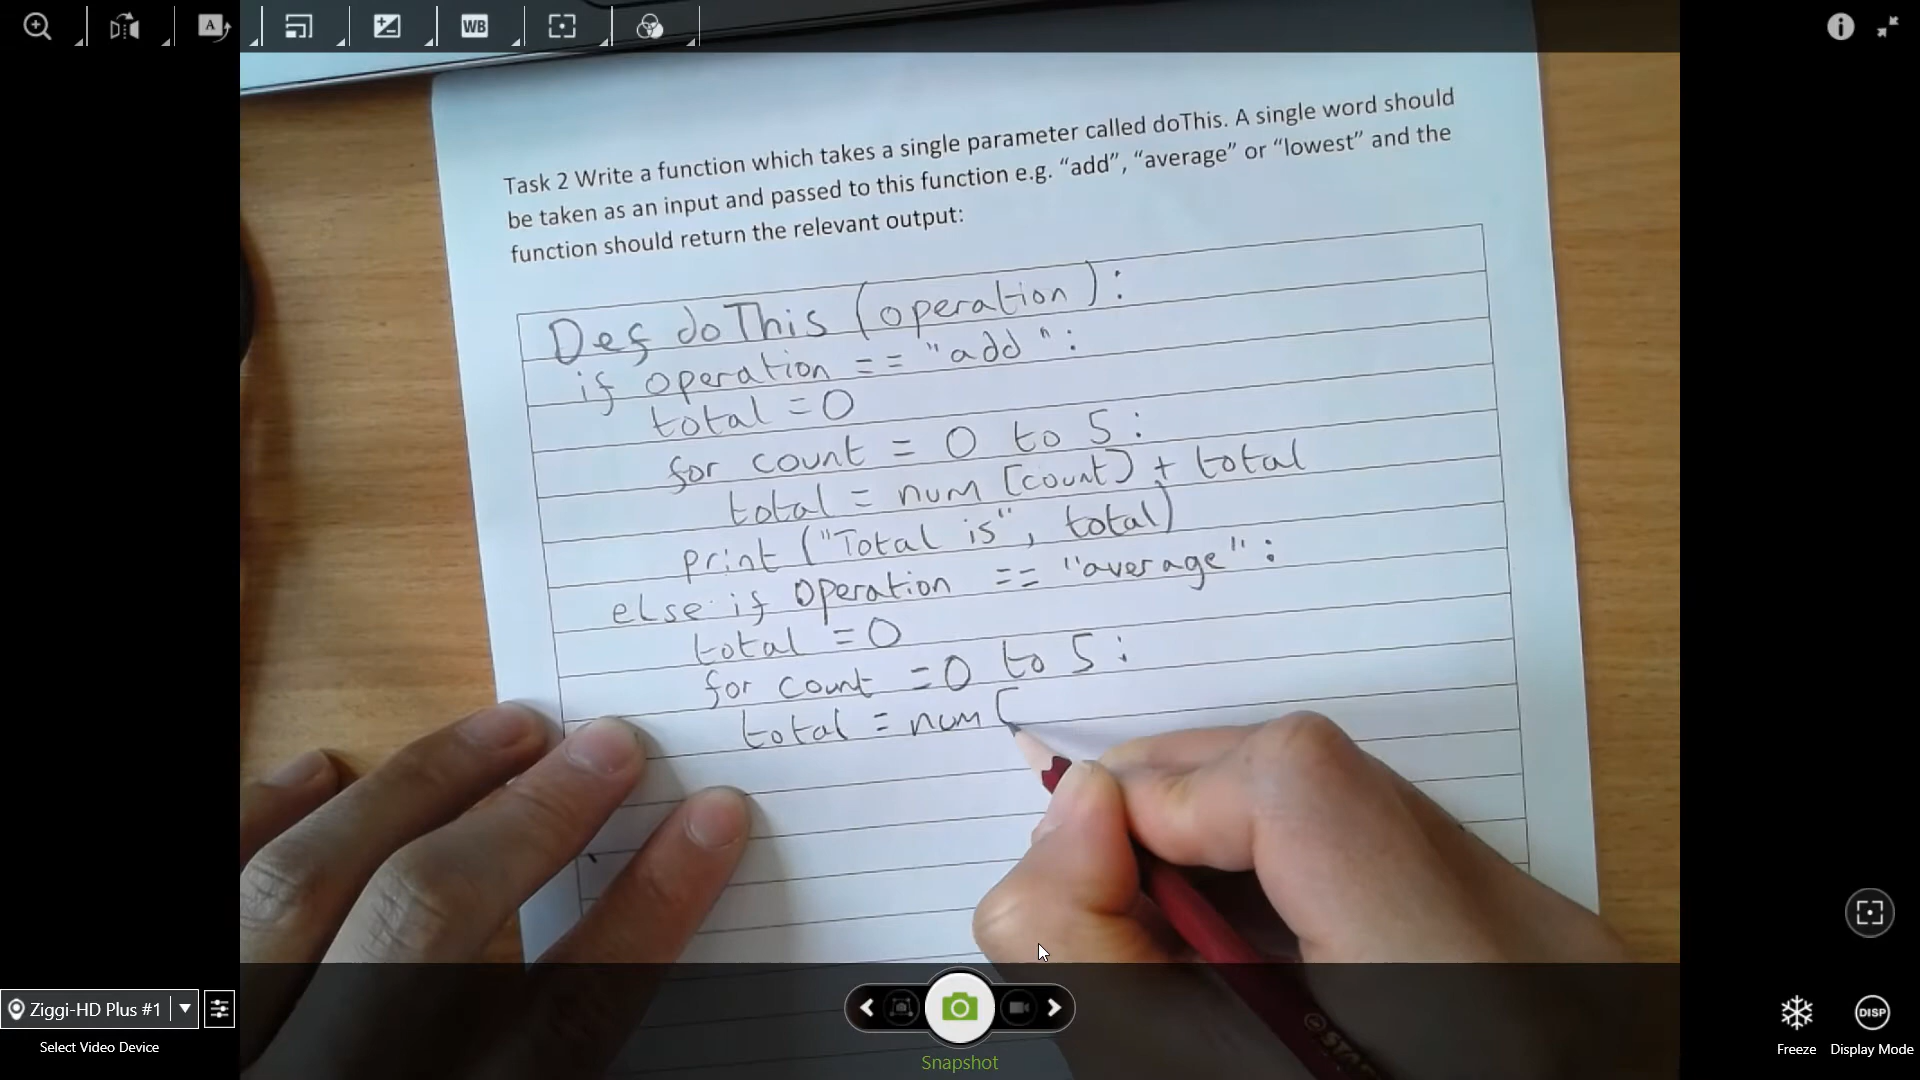 A
WB
i
Task 2 Write a function which takes a single parameter called doThis. A single word should
be taken as an input and passed to this function e.g. “add”, “average” or “lowest” and the
function should return the relevant output:
Def doThis (operation):
if operation == "add":
total = 0
for count = 0 to 5:
total = num [count] + total
print ("Total is", total)
else if operation == "average":
total = 0
for count = 0 to 5:
total = num [
Ziggi-HD Plus #1
Select Video Device
Snapshot
Freeze
DISP
Display Mode